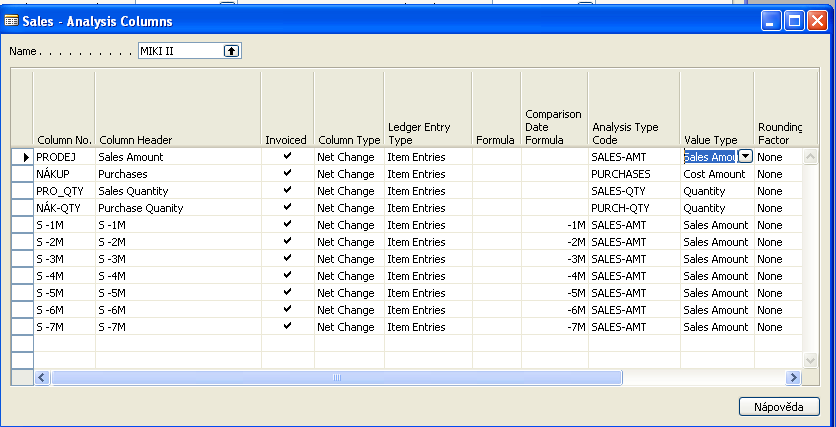 Sales - Analysis Columns
Name . . . . . . . . . . MIKI II
Column No. Column Header Invoiced Column Type Ledger Entry Type Formula Comparison Date Formula Analysis Type Code Value Type Rounding Factor
PRODEJ Sales Amount Net Change Item Entries SALES-AMT Sales Amou None
NÁKUP Purchases Net Change Item Entries PURCHASES Cost Amount None
PRO_QTY Sales Quantity Net Change Item Entries SALES-QTY Quantity None
NÁK-QTY Purchase Quanity Net Change Item Entries PURCH-QTY Quantity None
S -1M S -1M Net Change Item Entries -1M SALES-AMT Sales Amount None
S -2M S -2M Net Change Item Entries -2M SALES-AMT Sales Amount None
S -3M S -3M Net Change Item Entries -3M SALES-AMT Sales Amount None
S -4M S -4M Net Change Item Entries -4M SALES-AMT Sales Amount None
S -5M S -5M Net Change Item Entries -5M SALES-AMT Sales Amount None
S -6M S -6M Net Change Item Entries -6M SALES-AMT Sales Amount None
S -7M S -7M Net Change Item Entries -7M SALES-AMT Sales Amount None
Nápověda